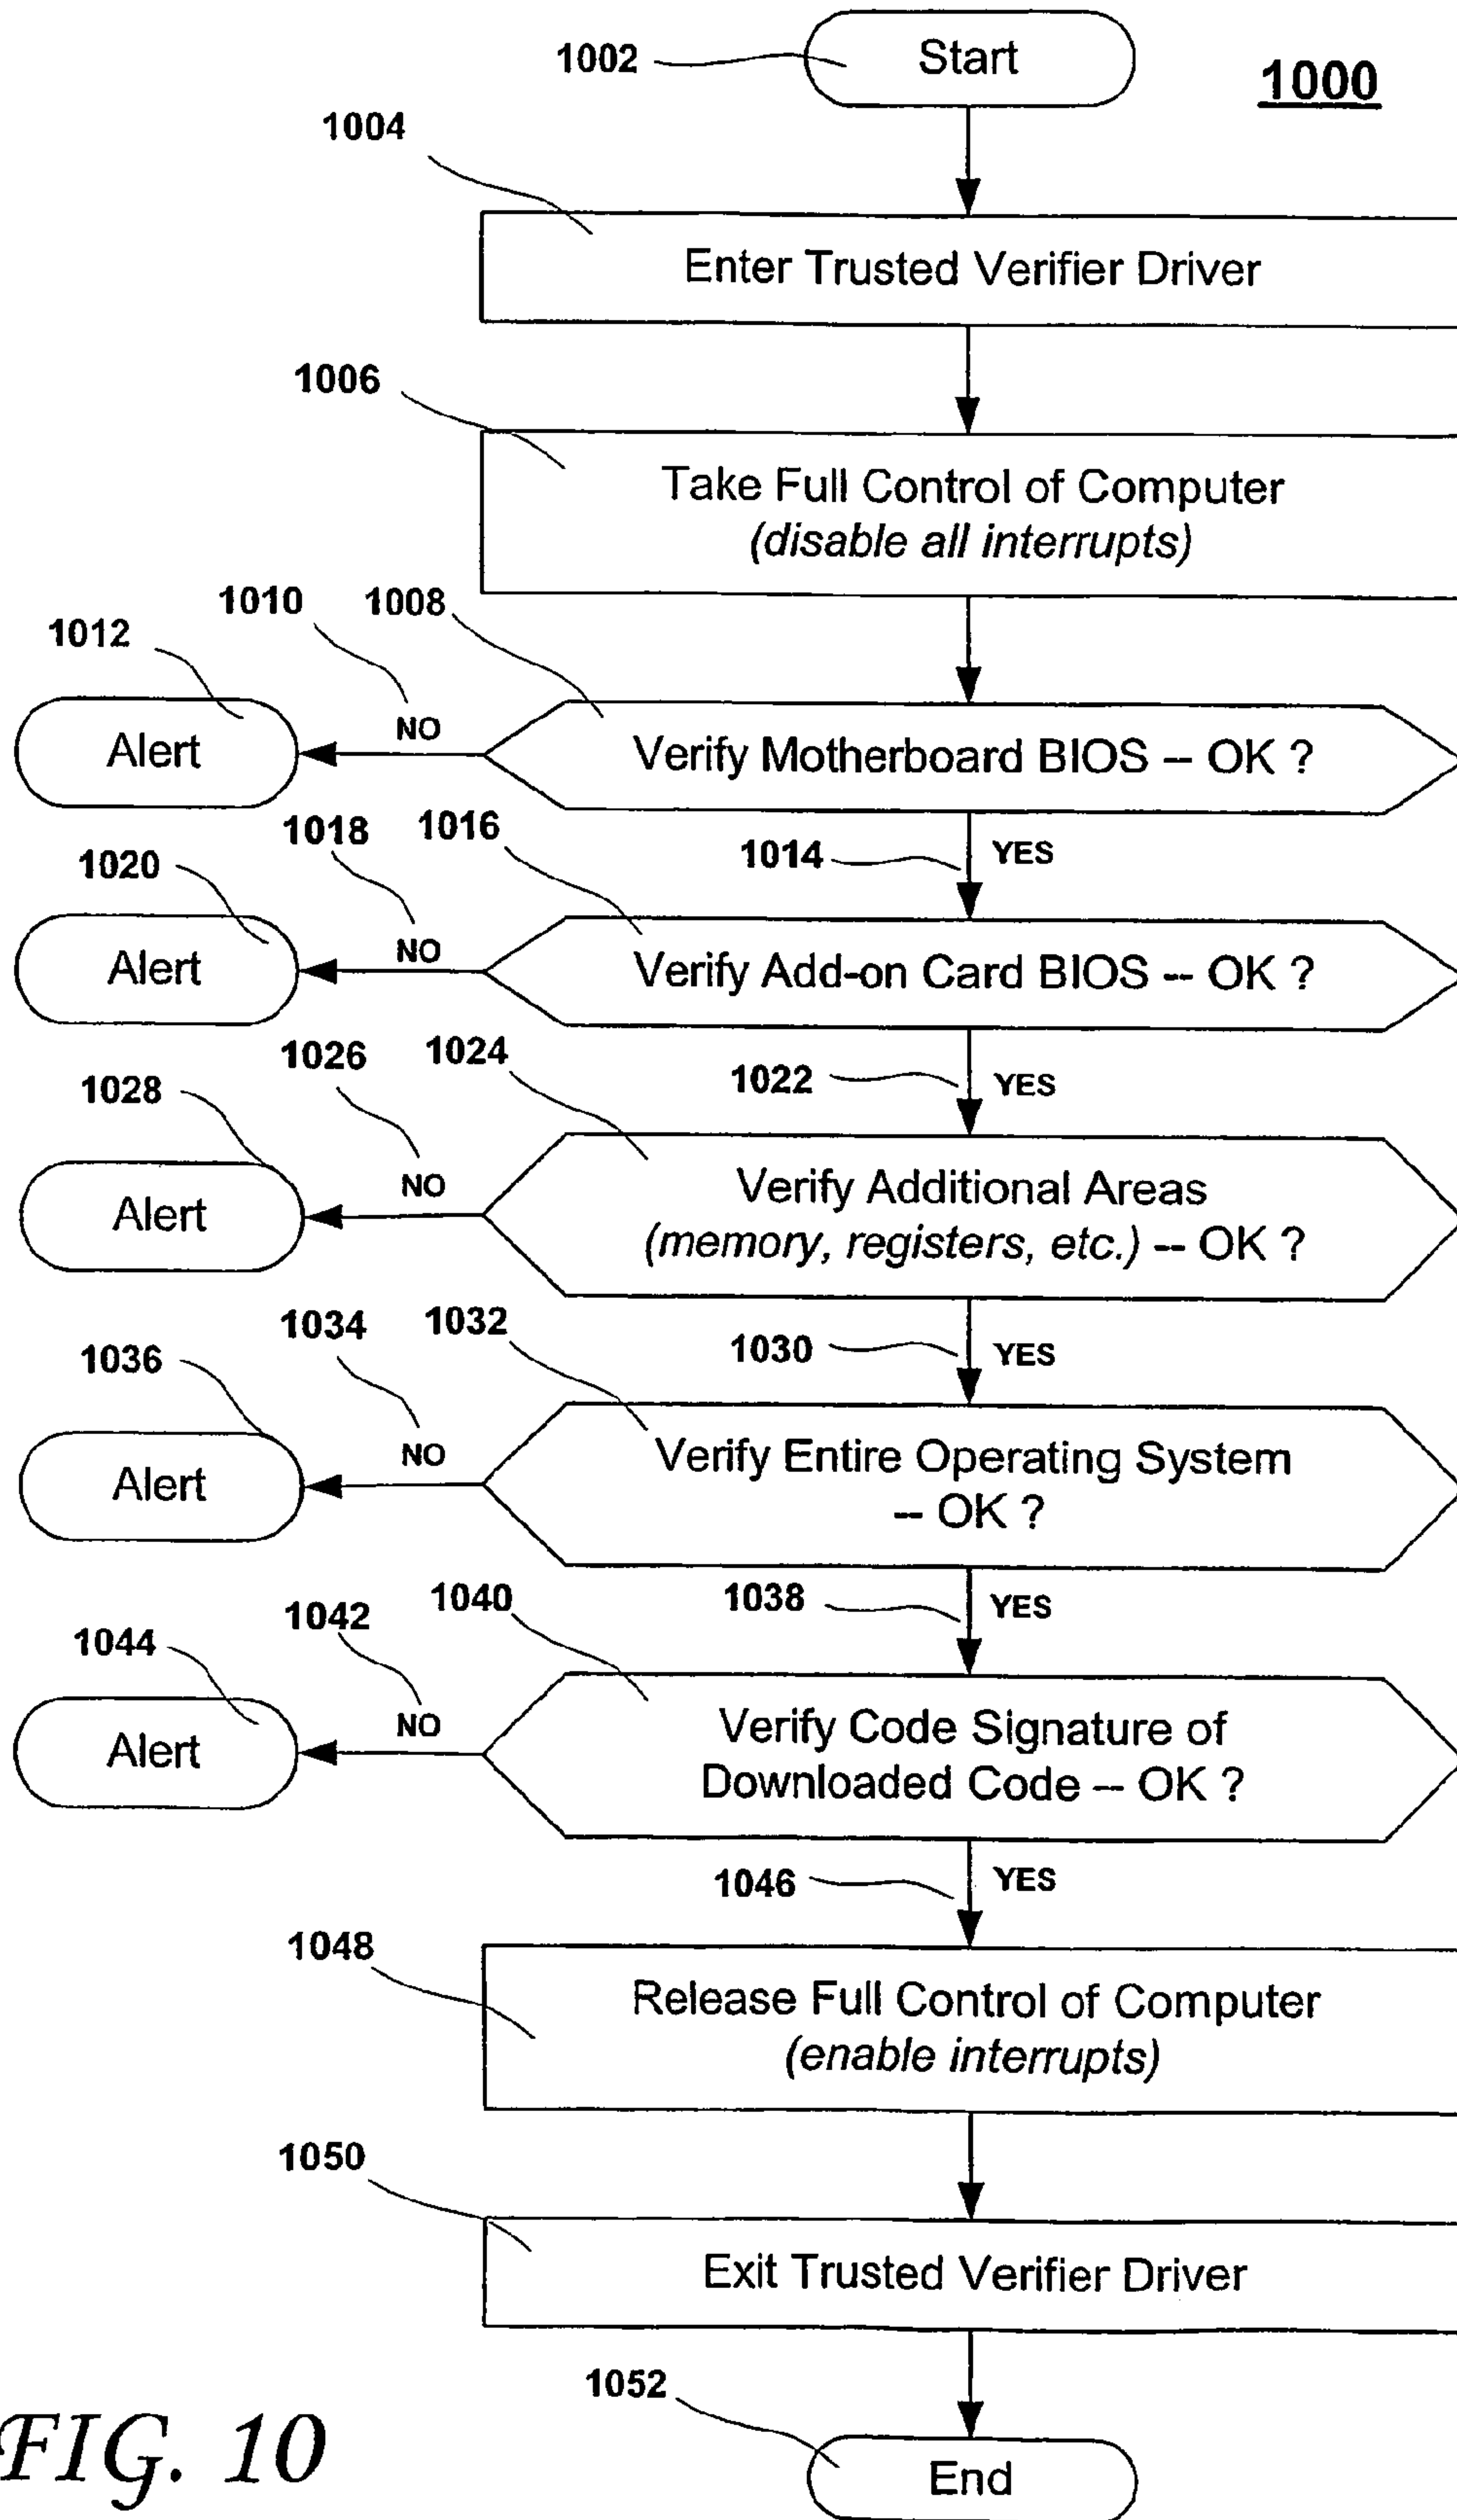 1002
Start
1000
1004
Enter Trusted Verifier Driver
1006
Take Full Control of Computer
(disable all interrupts)
1010
1008
1012
Alert
NO
Verify Motherboard BIOS -- OK ?
1018
1016
1014
YES
1020
Alert
NO
Verify Add-on Card BIOS -- OK ?
1026
1024
1022
YES
1028
Alert
NO
Verify Additional Areas
(memory, registers, etc.) -- OK ?
1034
1032
1030
YES
1036
Alert
NO
Verify Entire Operating System
-- OK ?
1042
1040
1038
YES
1044
Alert
NO
Verify Code Signature of
Downloaded Code -- OK ?
1046
YES
1048
Release Full Control of Computer
(enable interrupts)
1050
Exit Trusted Verifier Driver
1052
End
FIG. 10